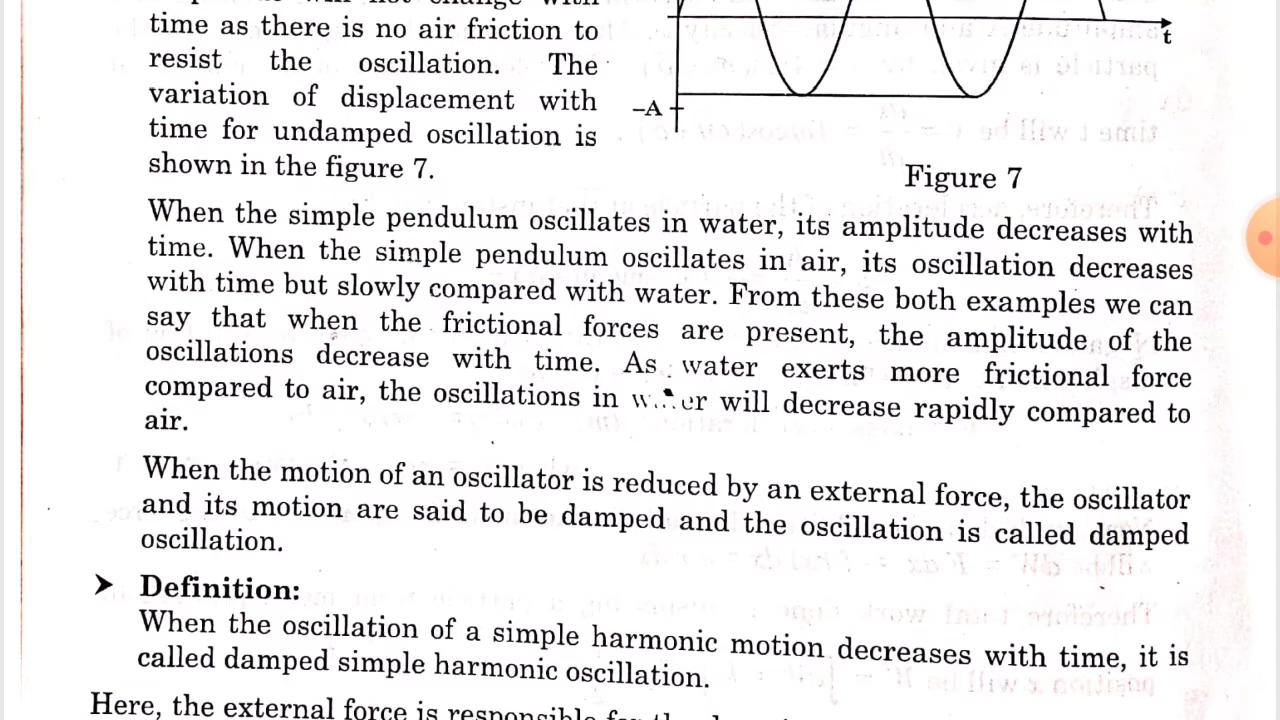 time as there is no air friction to
resist the oscillation. The
variation of displacement with
time for undamped oscillation is
shown in the figure 7.
t
–A
Figure 7
When the simple pendulum oscillates in water, its amplitude decreases with
time. When the simple pendulum oscillates in air, its oscillation decreases
with time but slowly compared with water. From these both examples we can
say that when the frictional forces are present, the amplitude of the
oscillations decrease with time. As water exerts more frictional force
compared to air, the oscillations in water will decrease rapidly compared to
air.
When the motion of an oscillator is reduced by an external force, the oscillator
and its motion are said to be damped and the oscillation is called damped
oscillation.
➤ Definition:
When the oscillation of a simple harmonic motion decreases with time, it is
called damped simple harmonic oscillation.
Here, the external force is responsible for the